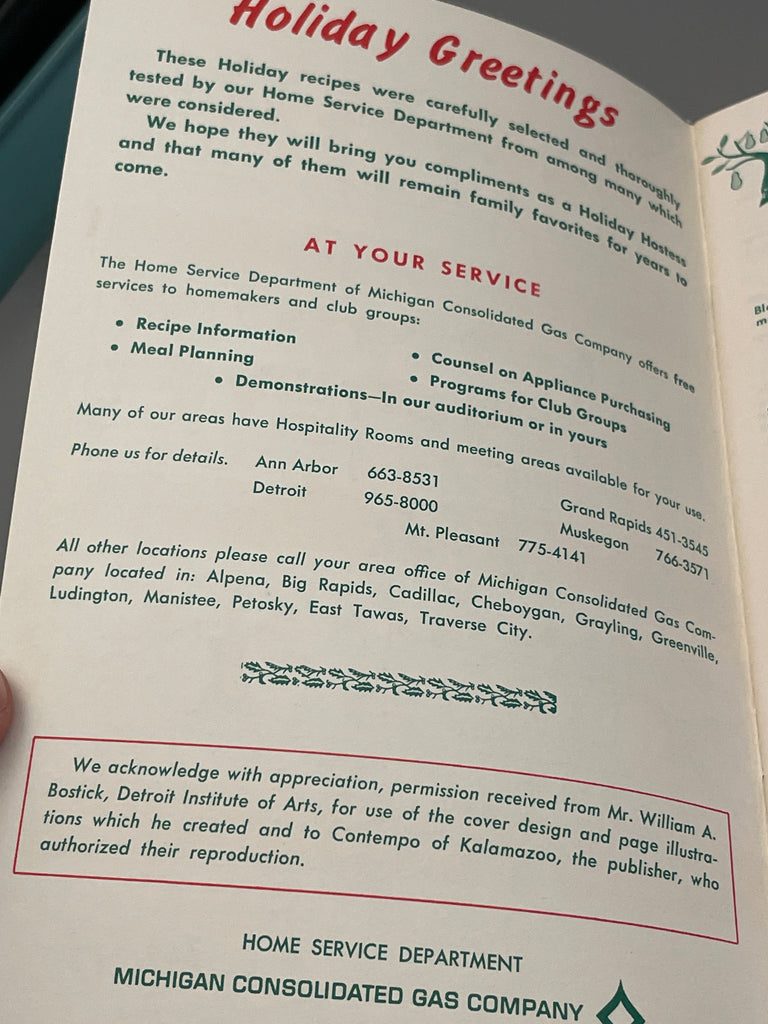 Holiday Greetings
These Holiday recipes were carefully selected and thoroughly
tested by our Home Service Department from among many which
were considered.
We hope they will bring you compliments as a Holiday Hostess
and that many of them will remain family favorites for years to
come.
AT YOUR SERVICE
The Home Service Department of Michigan Consolidated Gas Company offers free
services to homemakers and club groups:
• Recipe Information
• Counsel on Appliance Purchasing
• Meal Planning
• Programs for Club Groups
• Demonstrations—In our auditorium or in yours
Many of our areas have Hospitality Rooms and meeting areas available for your use.
Phone us for details. Ann Arbor 663-8531 Grand Rapids 451-3545
Detroit 965-8000 Muskegon 766-3571
Mt. Pleasant 775-4141
All other locations please call your area office of Michigan Consolidated Gas Com-
pany located in: Alpena, Big Rapids, Cadillac, Cheboygan, Grayling, Greenville,
Ludington, Manistee, Petosky, East Tawas, Traverse City.
We acknowledge with appreciation, permission received from Mr. William A.
Bostick, Detroit Institute of Arts, for use of the cover design and page illustra-
tions which he created and to Contempo of Kalamazoo, the publisher, who
authorized their reproduction.
HOME SERVICE DEPARTMENT
MICHIGAN CONSOLIDATED GAS COMPANY